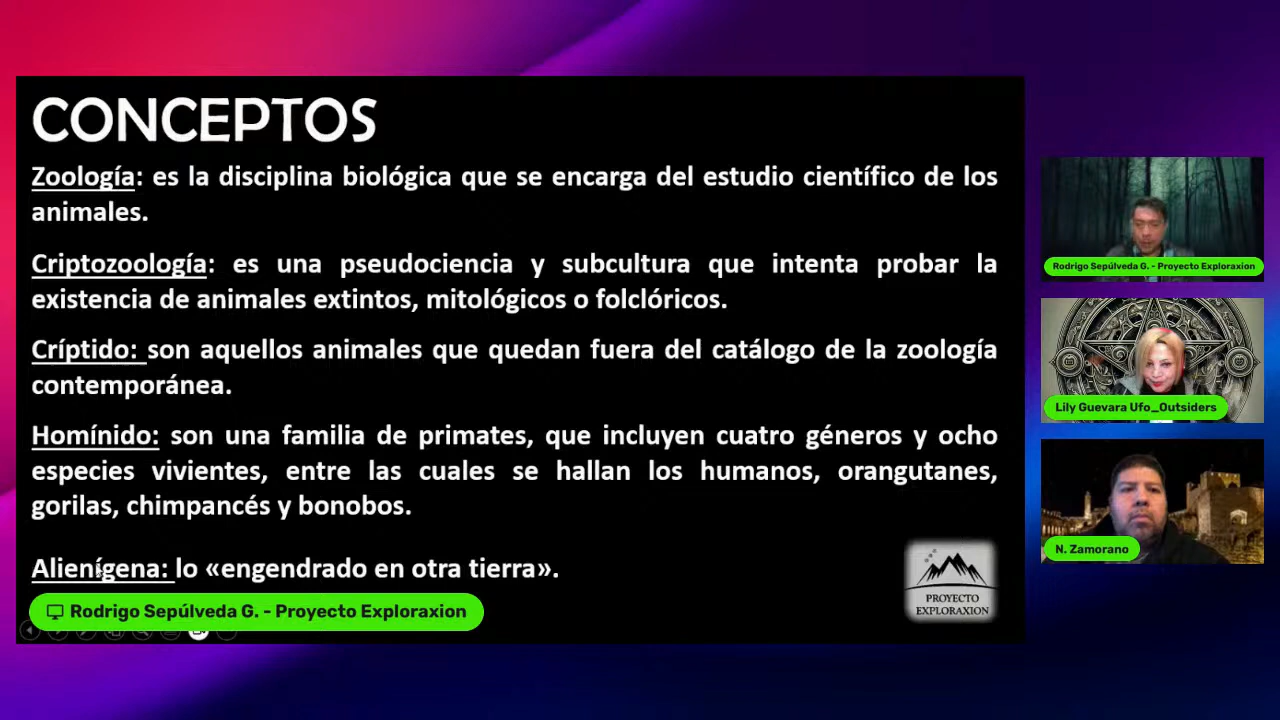 CONCEPTOS
Zoología: es la disciplina biológica que se encarga del estudio científico de los
animales.
Criptozoología: es una pseudociencia y subcultura que intenta probar la
existencia de animales extintos, mitológicos o folclóricos.
Críptido: son aquellos animales que quedan fuera del catálogo de la zoología
contemporánea.
Homínido: son una familia de primates, que incluyen cuatro géneros y ocho
especies vivientes, entre las cuales se hallan los humanos, orangutanes,
gorilas, chimpancés y bonobos.
Alienígena: lo «engendrado en otra tierra».
PROYECTO
EXPLORAXION
Rodrigo Sepúlveda G. - Proyecto Exploraxion
Rodrigo Sepúlveda G. - Proyecto Exploraxion
Lily Guevara Ufo_Outsiders
N. Zamorano